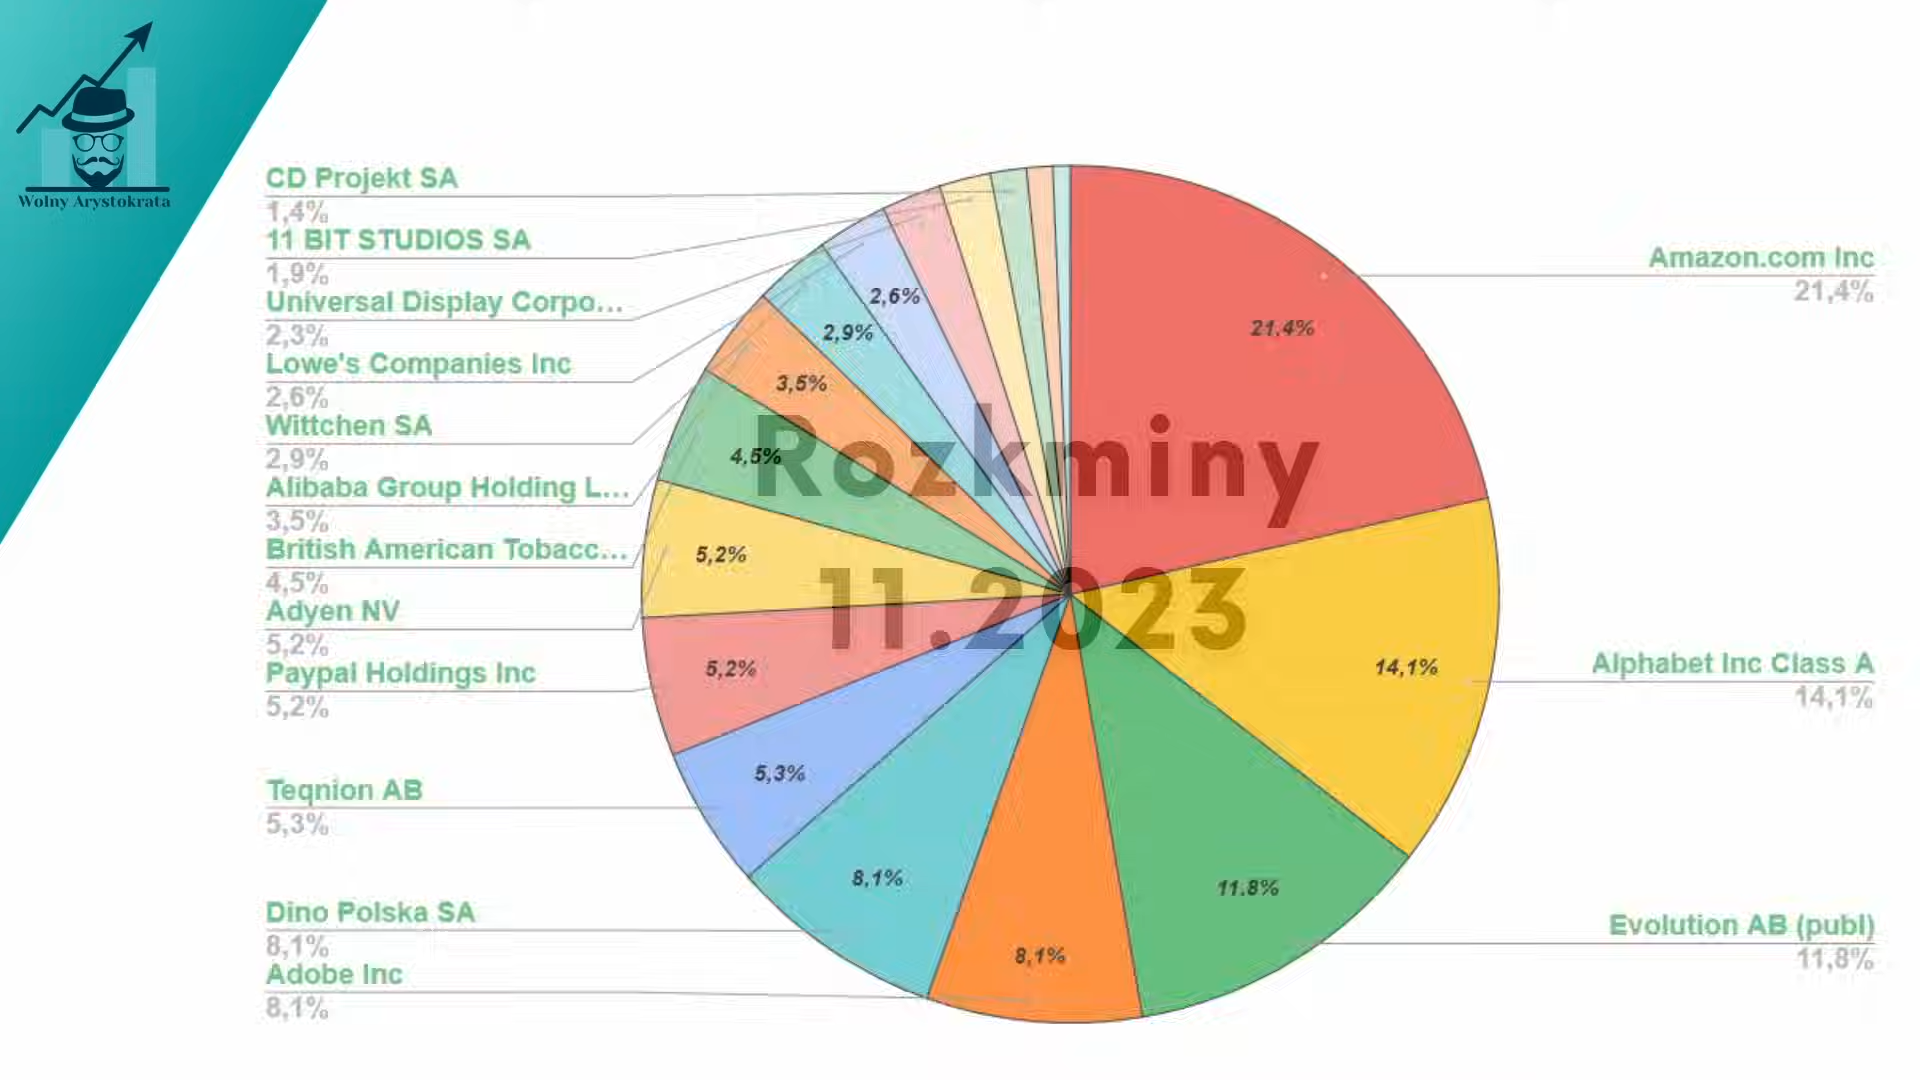 Wolny Arystokrata
CD Projekt SA
1,4%
11 BIT STUDIOS SA
1,9%
Universal Display Corpo...
2,3%
Lowe's Companies Inc
2,6%
Wittchen SA
2,9%
Alibaba Group Holding L...
3,5%
British American Tobacc...
4,5%
Adyen NV
5,2%
Paypal Holdings Inc
5,2%
Teqnion AB
5,3%
Dino Polska SA
8,1%
Adobe Inc
8,1%
2,6%
2,9%
3,5%
4,5%
5,2%
5,2%
5,3%
8,1%
8,1%
11.8%
14,1%
21.4%
Rozkminy
11.2023
Amazon.com Inc
21,4%
Alphabet Inc Class A
14,1%
Evolution AB (publ)
11,8%